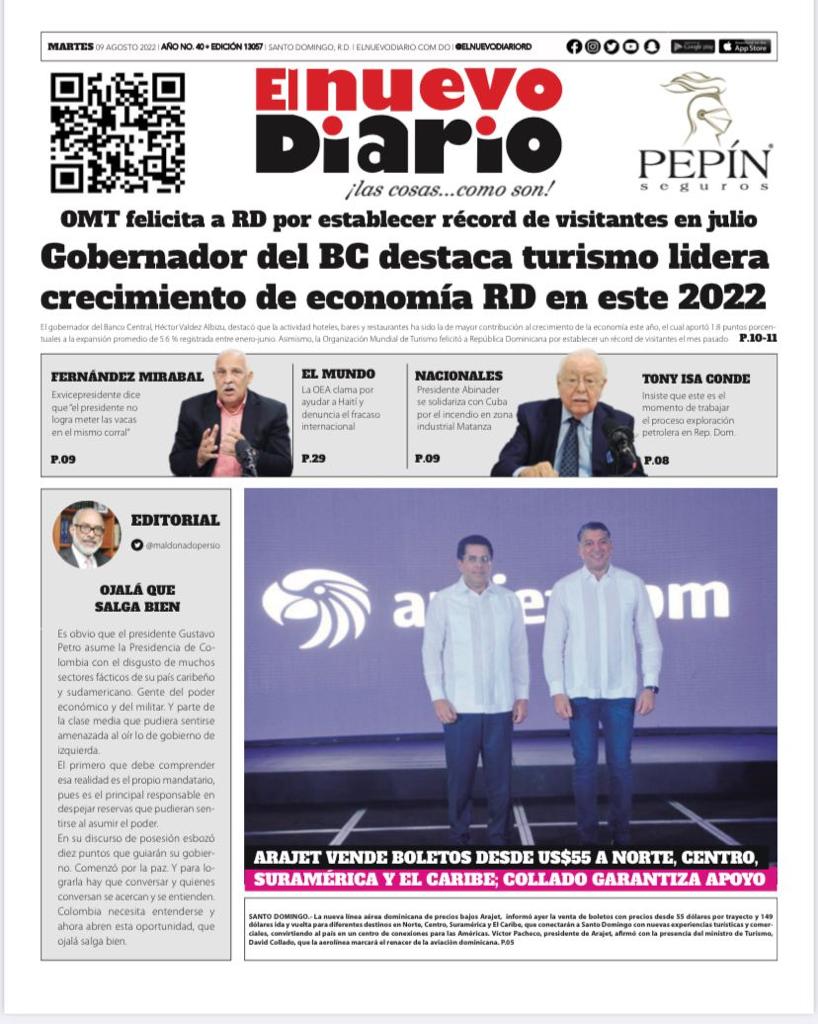 MARTES 09 AGOSTO 2022 | AÑO NO. 40 • EDICIÓN 13057 | SANTO DOMINGO, R.D. | ELNUEVODIARIO.COM.DO | @ELNUEVODIARIORD
Google play
App Store
El nuevo
Diario
¡las cosas...como son!
PEPÍN
seguros
OMT felicita a RD por establecer récord de visitantes en julio
Gobernador del BC destaca turismo lidera
crecimiento de economía RD en este 2022
El gobernador del Banco Central, Héctor Valdez Albizu, destacó que la actividad hoteles, bares y restaurantes ha sido la de mayor contribución al crecimiento de la economía este año, el cual aportó 1.8 puntos porcen-
tuales a la expansión promedio de 5.6 % registrada entre enero-junio. Asimismo, la Organización Mundial de Turismo felicitó a República Dominicana por establecer un récord de visitantes el mes pasado P.10-11
FERNÁNDEZ MIRABAL
Exvicepresidente dice
que "el presidente no
logra meter las vacas
en el mismo corral"
P.09
EL MUNDO
La OEA clama por
ayudar a Haití y
denuncia el fracaso
internacional
P.29
NACIONALES
Presidente Abinader
se solidariza con Cuba
por el incendio en zona
industrial Matanza
P.09
TONY ISA CONDE
Insiste que este es el
momento de trabajar
el proceso exploración
petrolera en Rep. Dom.
P.08
EDITORIAL
@maldonadopersio
OJALÁ QUE
SALGA BIEN
Es obvio que el presidente Gustavo
Petro asume la Presidencia de Co-
lombia con el disgusto de muchos
sectores fácticos de su país caribeño
y sudamericano. Gente del poder
económico y del militar. Y parte de
la clase media que pudiera sentirse
amenazada al oír lo de gobierno de
izquierda.
El primero que debe comprender
esa realidad es el propio mandatario,
pues es el principal responsable en
despejar reservas que pudieran sen-
tirse al asumir el poder.
En su discurso de posesión esbozó
diez puntos que guiarán su gobier-
no. Comenzó por la paz. Y para lo-
grarla hay que conversar y quienes
conversan se acercan y se entienden.
Colombia necesita entenderse y
ahora abren esta oportunidad, que
ojalá salga bien.
ARAJET VENDE BOLETOS DESDE US$55 A NORTE, CENTRO,
SURAMÉRICA Y EL CARIBE; COLLADO GARANTIZA APOYO
SANTO DOMINGO.- La nueva línea aérea dominicana de precios bajos Arajet, informó ayer la venta de boletos con precios desde 55 dólares por trayecto y 149
dólares ida y vuelta para diferentes destinos en Norte, Centro, Suramérica y El Caribe, que conectarán a Santo Domingo con nuevas experiencias turísticas y comer-
ciales, convirtiendo al país en un centro de conexiones para las Américas. Víctor Pacheco, presidente de Arajet, afirmó con la presencia del ministro de Turismo,
David Collado, que la aerolínea marcará el renacer de la aviación dominicana. P.05